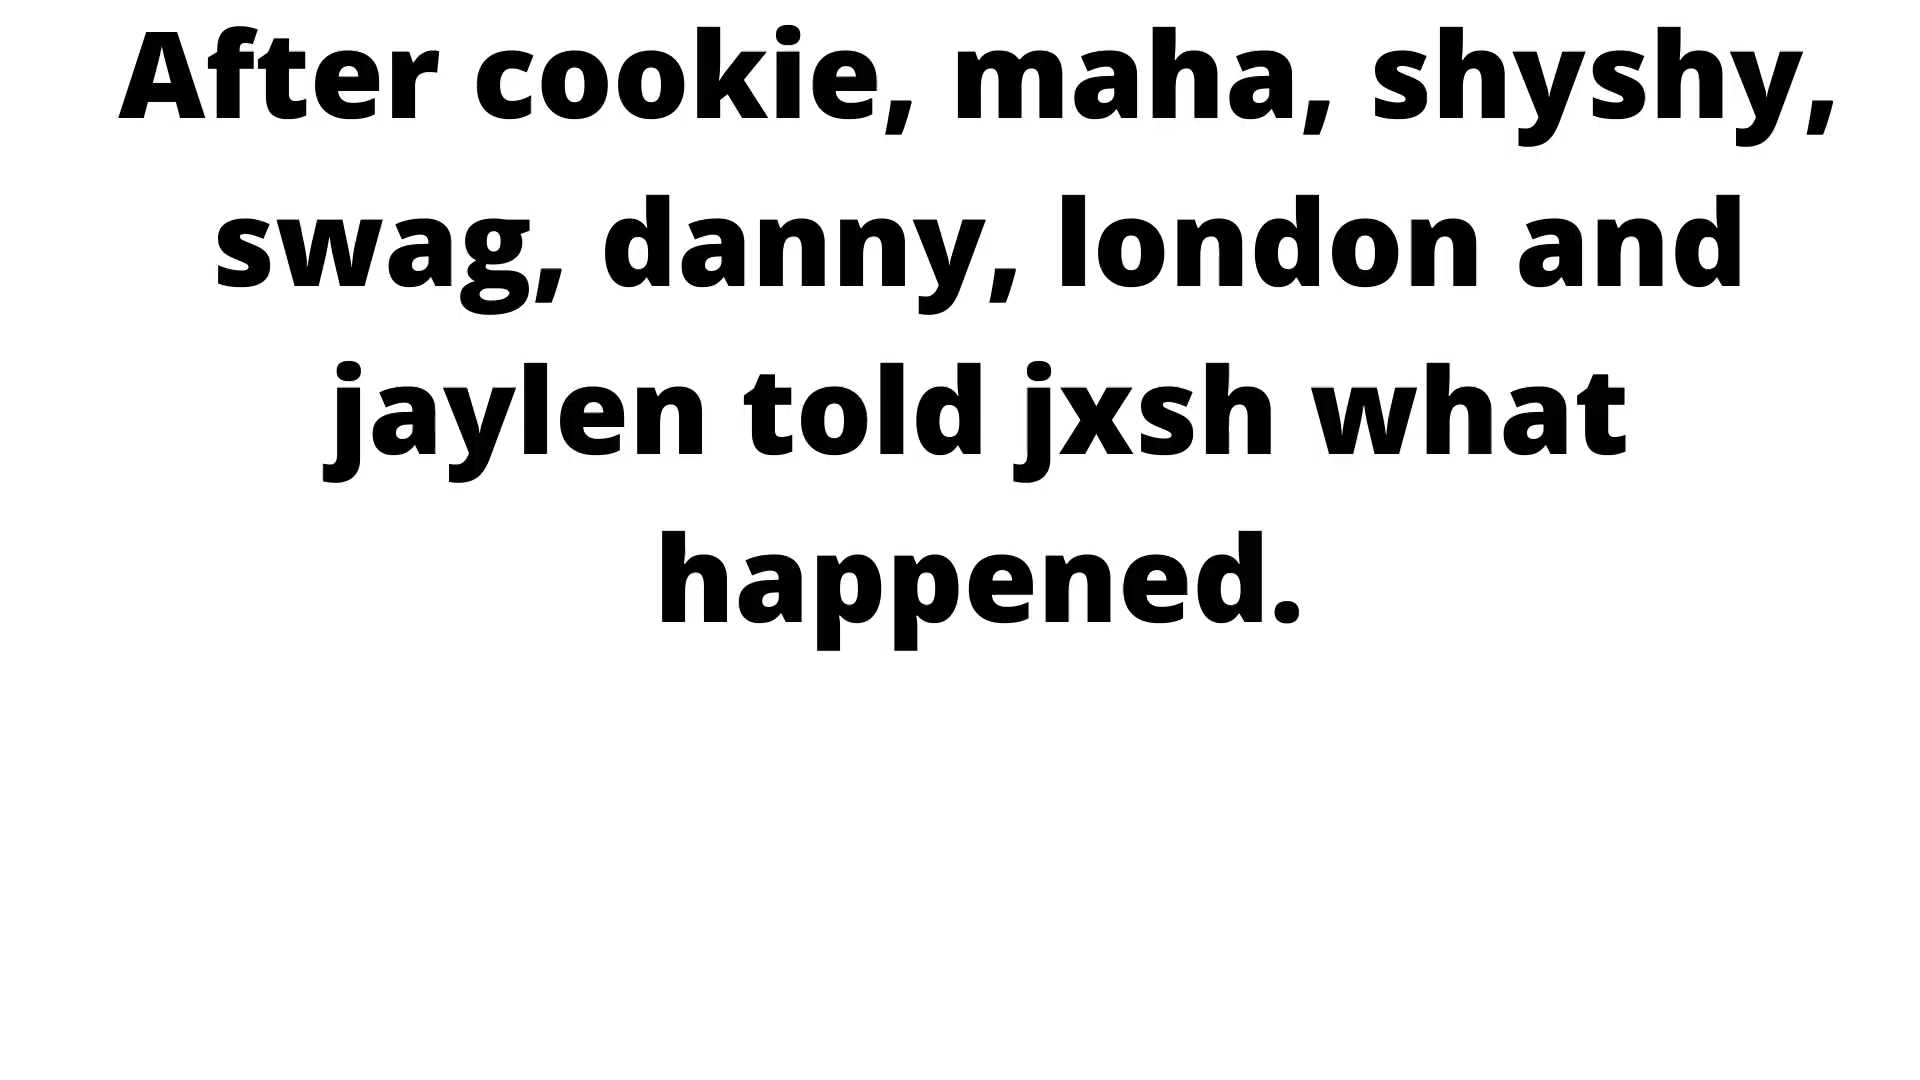 After cookie, maha, shyshy,
swag, danny, london and
jaylen told jxsh what
happened.